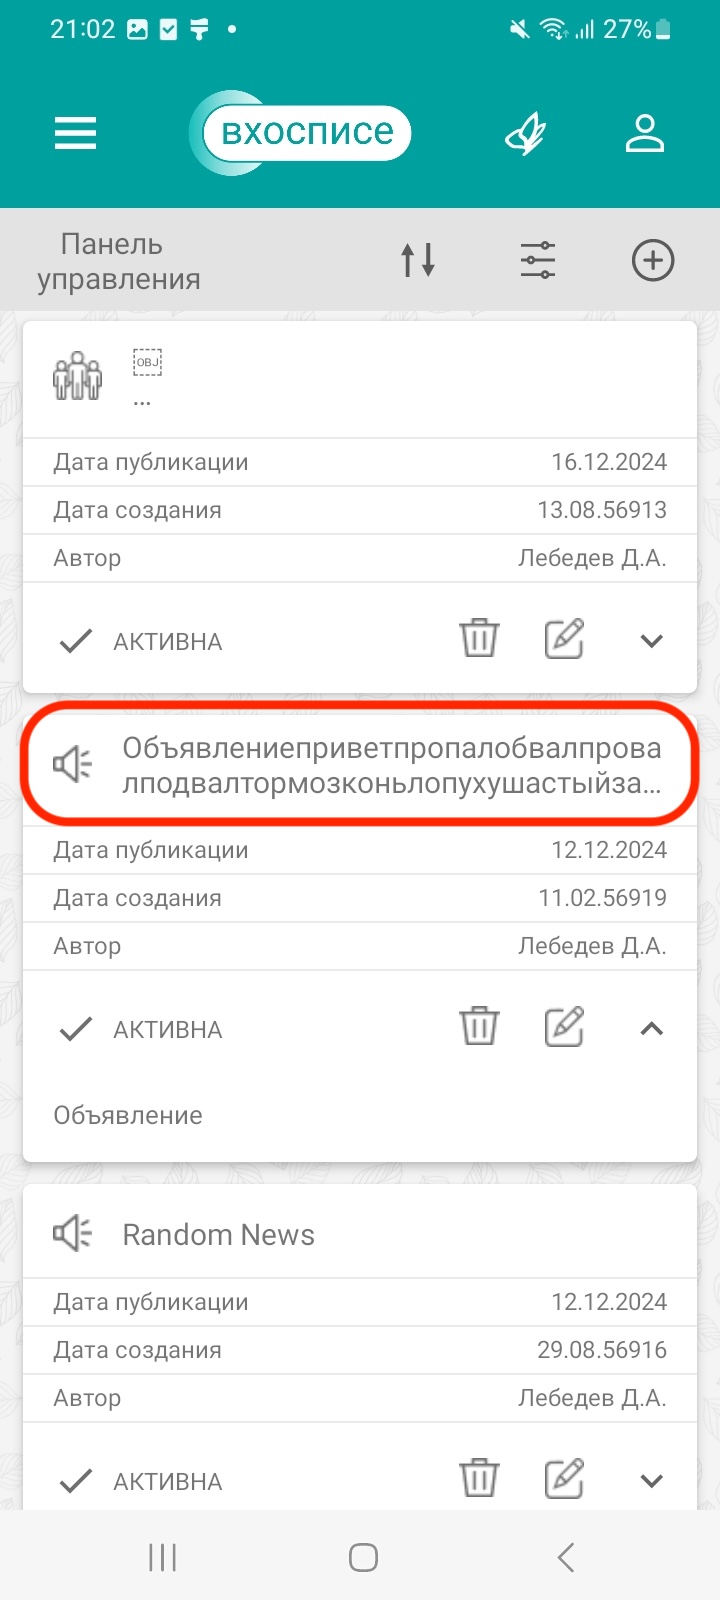 21:02
27%
вхосписе
Панель
управления
OBJ
...
Дата публикации 16.12.2024
Дата создания 13.08.56913
Автор Лебедев Д.А.
АКТИВНА
Объявлениеприветпропалобвалпрова
лподвалтормозконьлопухушастыйза...
Дата публикации 12.12.2024
Дата создания 11.02.56919
Автор Лебедев Д.А.
АКТИВНА
Объявление
Random News
Дата публикации 12.12.2024
Дата создания 29.08.56916
Автор Лебедев Д.А.
АКТИВНА